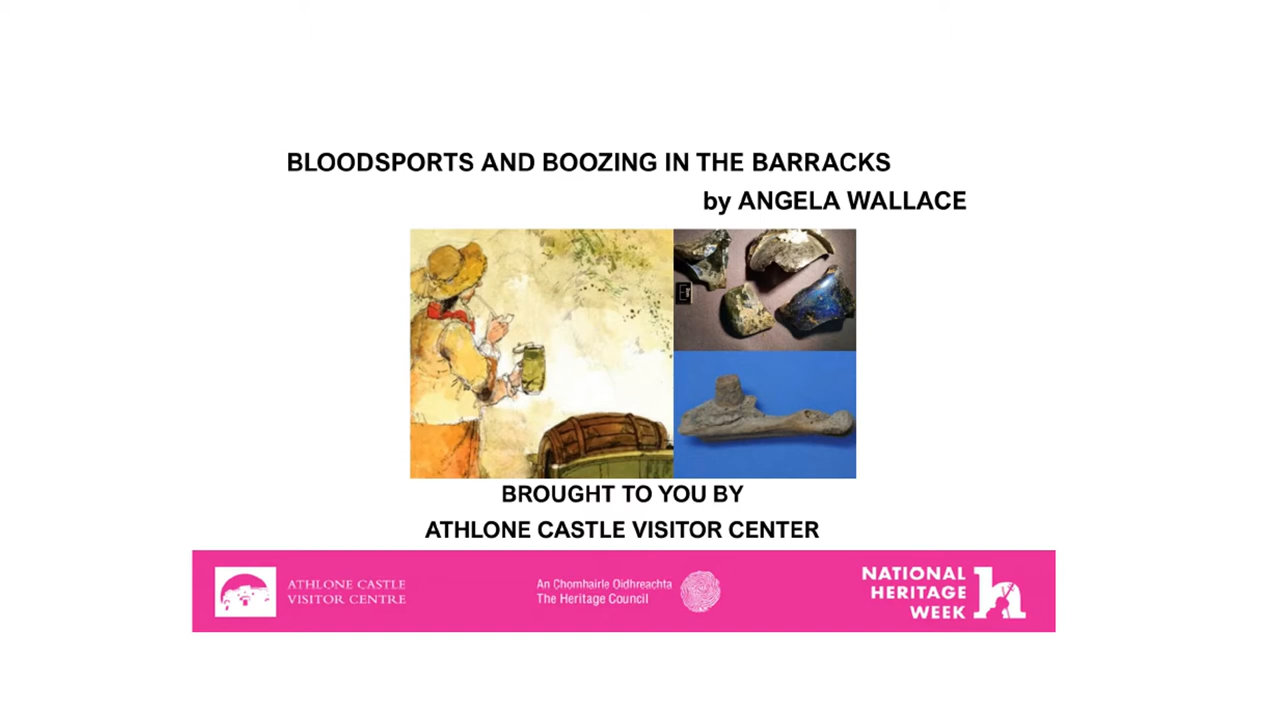 BLOODSPORTS AND BOOZING IN THE BARRACKS
by ANGELA WALLACE
BROUGHT TO YOU BY
ATHLONE CASTLE VISITOR CENTER
ATHLONE CASTLE
VISITOR CENTRE
An Chomhairle Oidhreachta
The Heritage Council
NATIONAL
HERITAGE
WEEK
h